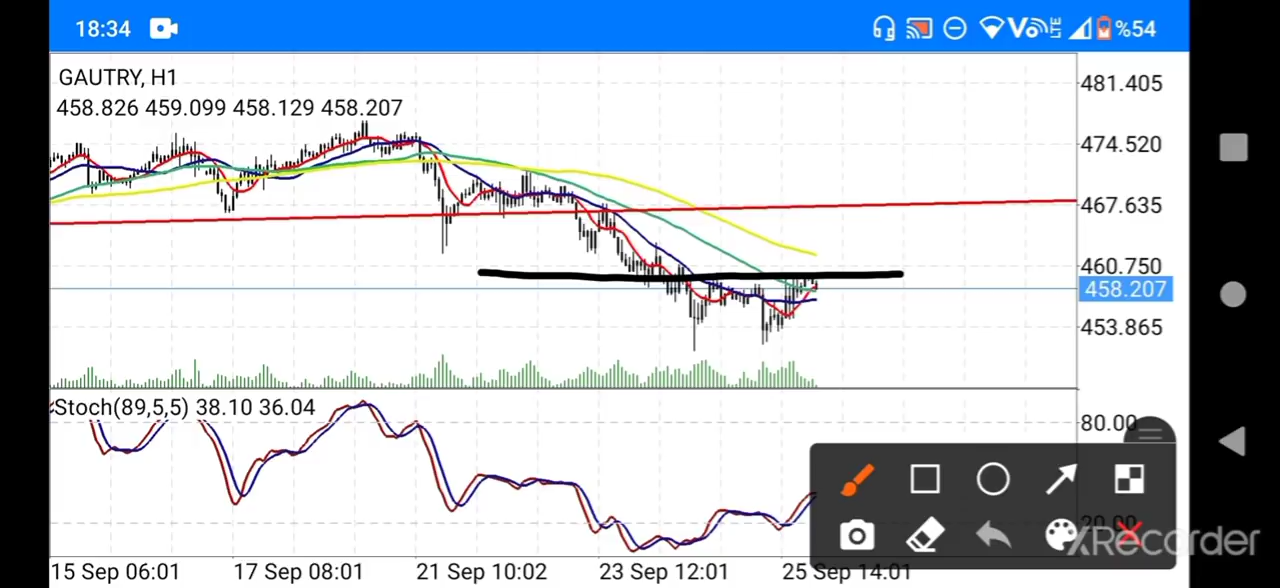 18:34
Vo LTE %54
GAUTRY, H1
458.826 459.099 458.129 458.207
481.405
474.520
467.635
460.750
458.207
453.865
Stoch(89,5,5) 38.10 36.04
80.00
20.00
XRecorder
15 Sep 06:01 17 Sep 08:01 21 Sep 10:02 23 Sep 12:01 25 Sep 14:01